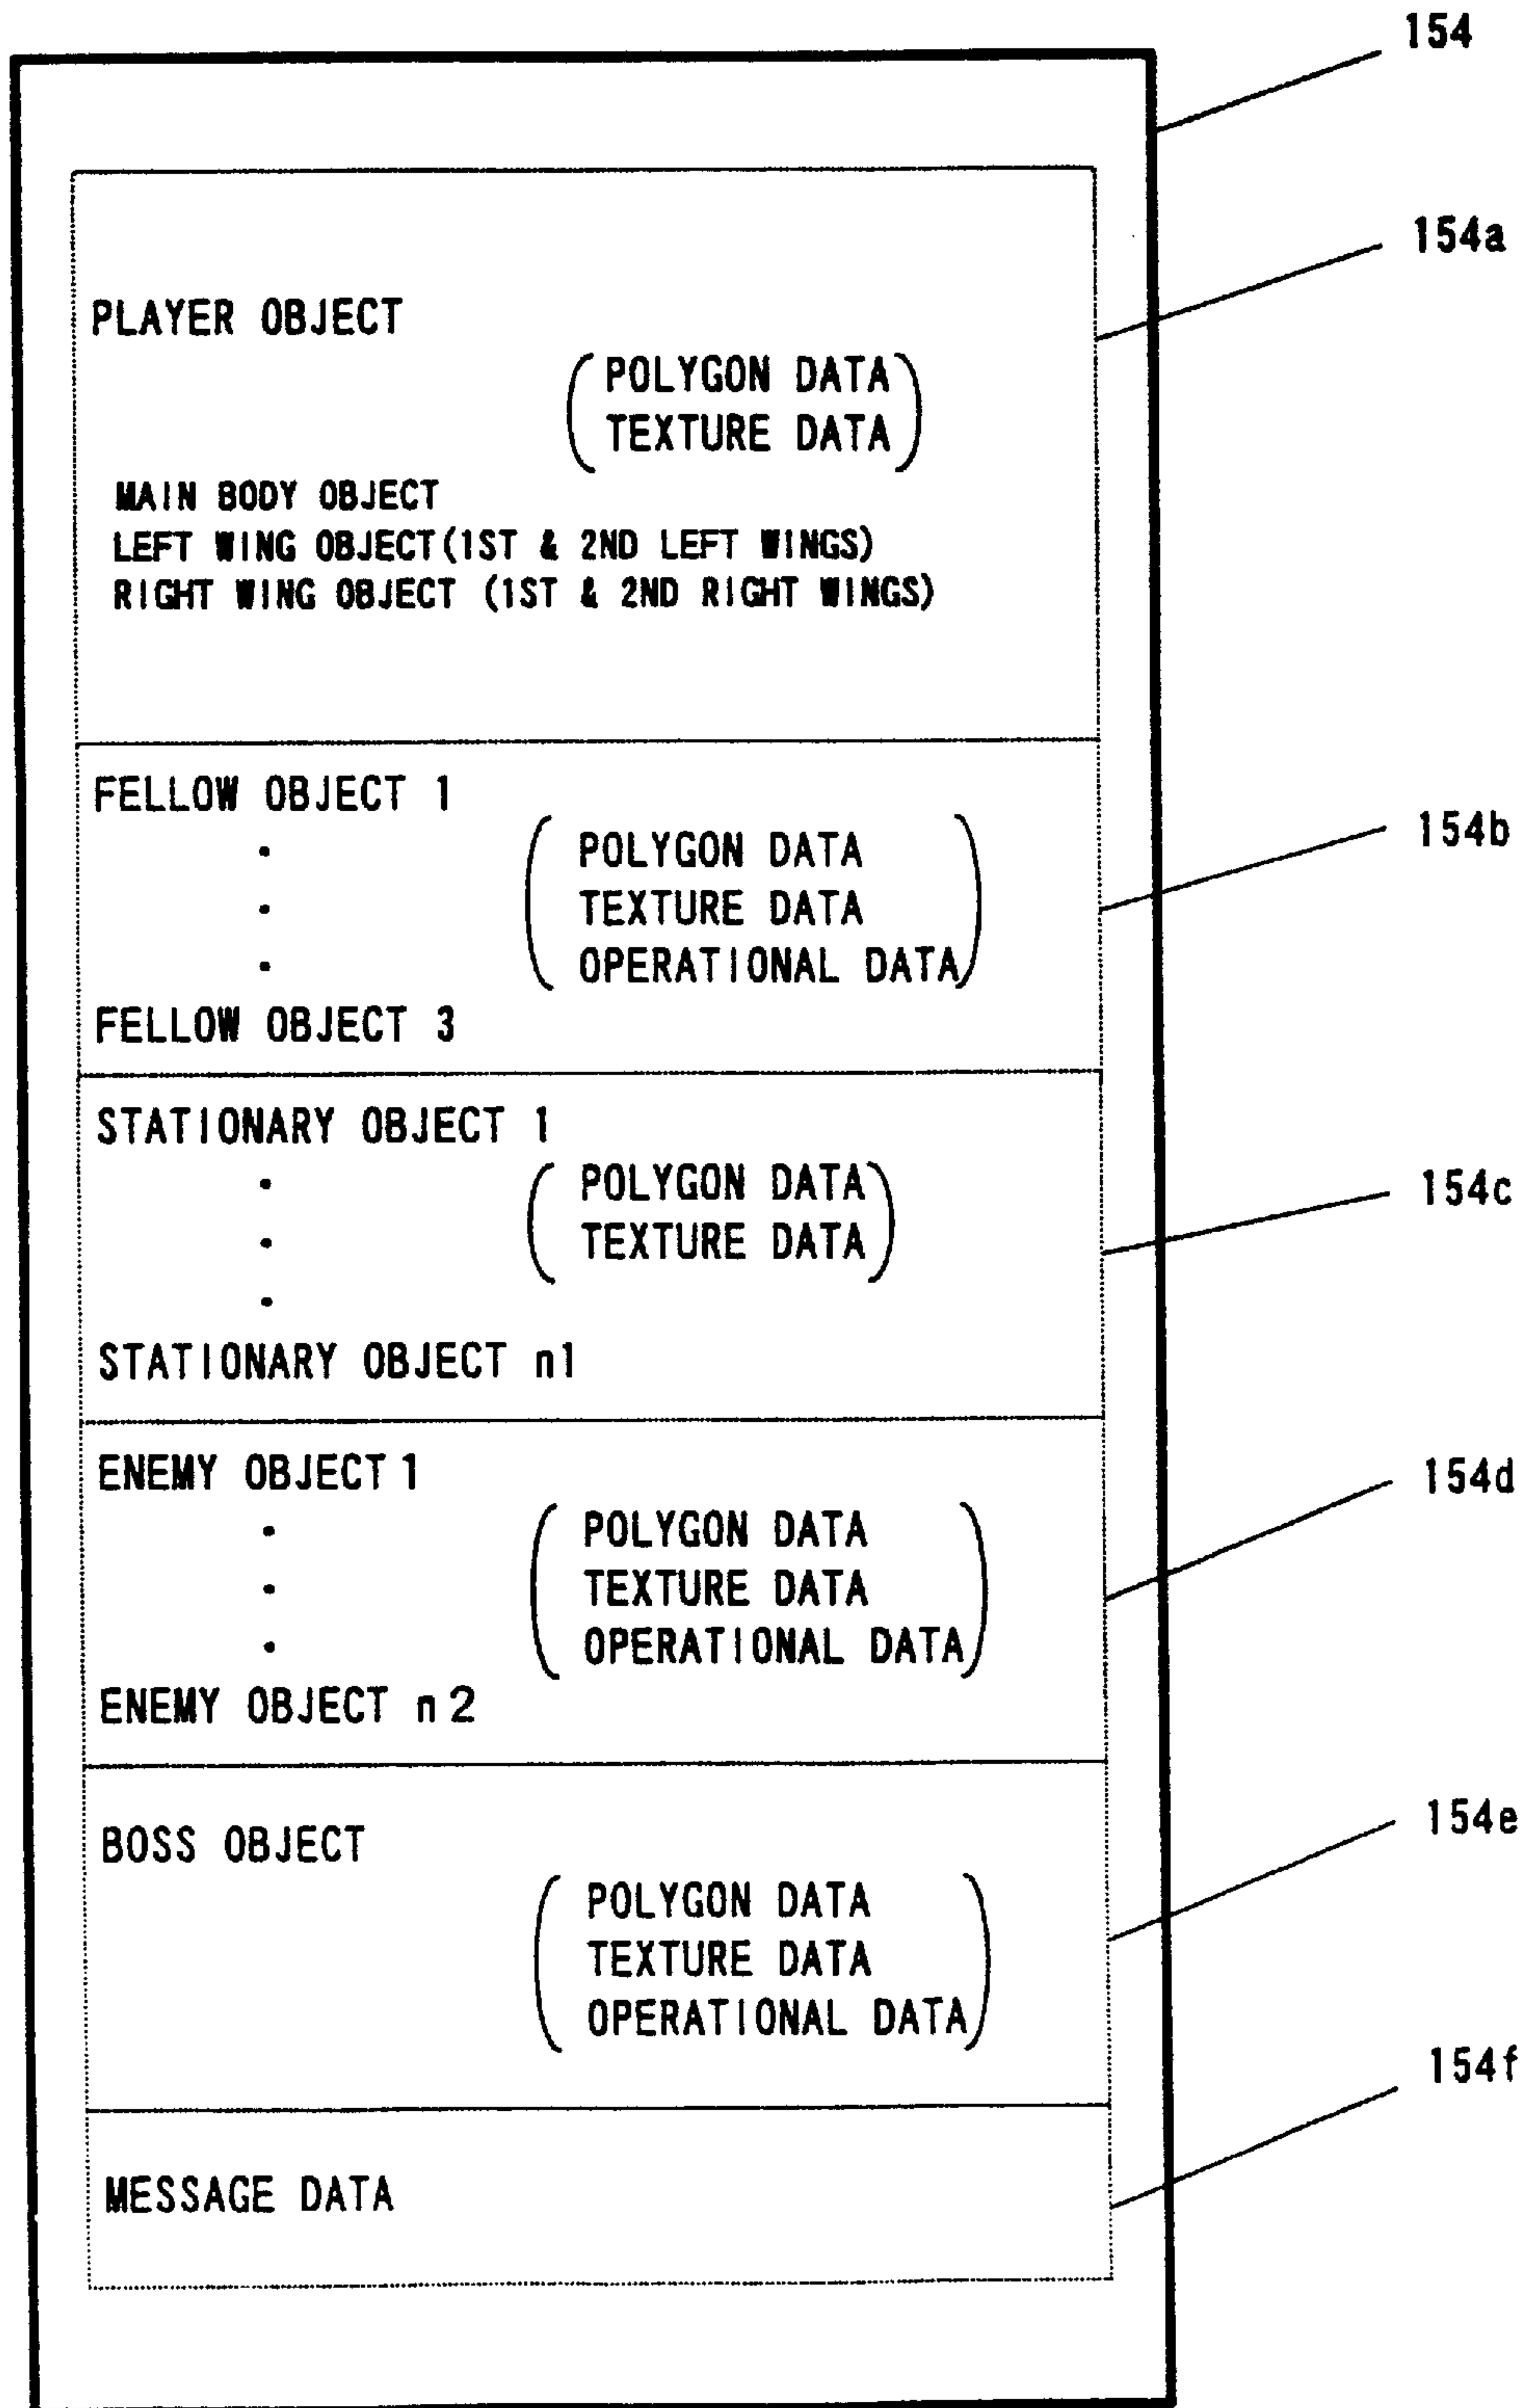 154
154a
PLAYER OBJECT
POLYGON DATA
TEXTURE DATA
MAIN BODY OBJECT
LEFT WING OBJECT(1ST & 2ND LEFT WINGS)
RIGHT WING OBJECT (1ST & 2ND RIGHT WINGS)
FELLOW OBJECT 1
154b
POLYGON DATA
TEXTURE DATA
OPERATIONAL DATA
FELLOW OBJECT 3
STATIONARY OBJECT 1
154c
POLYGON DATA
TEXTURE DATA
STATIONARY OBJECT n1
ENEMY OBJECT 1
154d
POLYGON DATA
TEXTURE DATA
OPERATIONAL DATA
ENEMY OBJECT n2
BOSS OBJECT
154e
POLYGON DATA
TEXTURE DATA
OPERATIONAL DATA
154f
MESSAGE DATA